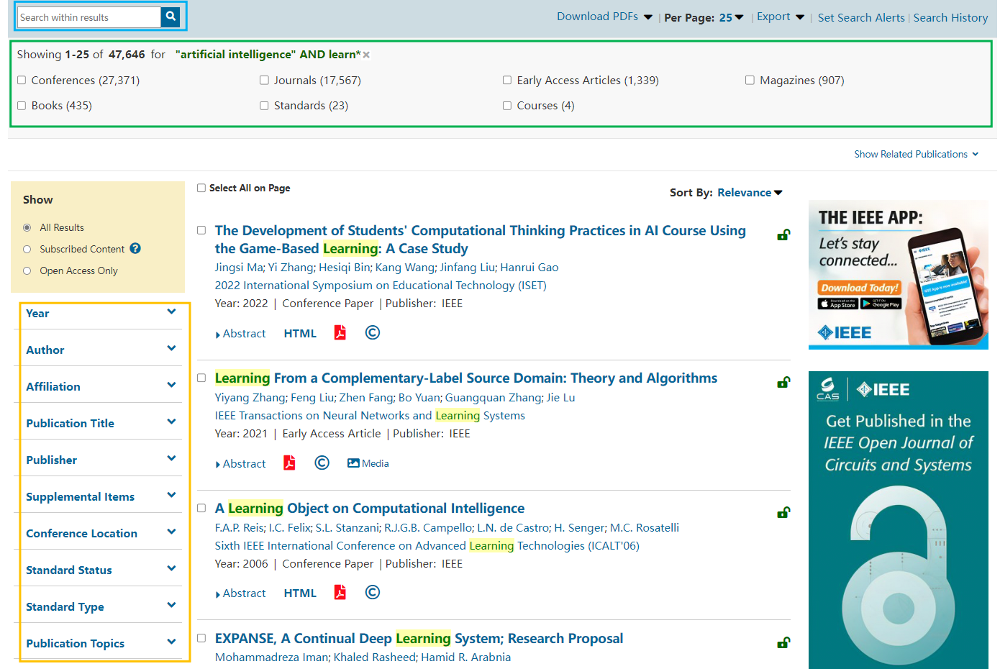 Search within results
Download PDFs | Per Page: 25 | Export | Set Search Alerts | Search History
Showing 1-25 of 47,646 for "artificial intelligence" AND learn* ×
Conferences (27,371) Journals (17,567) Early Access Articles (1,339) Magazines (907)
Books (435) Standards (23) Courses (4)
Show Related Publications
Show
All Results
Subscribed Content ?
Open Access Only
Year
Author
Affiliation
Publication Title
Publisher
Supplemental Items
Conference Location
Standard Status
Standard Type
Publication Topics
Select All on Page
Sort By: Relevance
The Development of Students' Computational Thinking Practices in AI Course Using
the Game-Based Learning: A Case Study
Jingsi Ma; Yi Zhang; Hesiqi Bin; Kang Wang; Jinfang Liu; Hanrui Gao
2022 International Symposium on Educational Technology (ISET)
Year: 2022 | Conference Paper | Publisher: IEEE
Abstract HTML ©
Learning From a Complementary-Label Source Domain: Theory and Algorithms
Yiyang Zhang; Feng Liu; Zhen Fang; Bo Yuan; Guangquan Zhang; Jie Lu
IEEE Transactions on Neural Networks and Learning Systems
Year: 2021 | Early Access Article | Publisher: IEEE
Abstract © Media
A Learning Object on Computational Intelligence
F.A.P. Reis; I.C. Felix; S.L. Stanzani; R.J.G.B. Campello; L.N. de Castro; H. Senger; M.C. Rosatelli
Sixth IEEE International Conference on Advanced Learning Technologies (ICALT'06)
Year: 2006 | Conference Paper | Publisher: IEEE
Abstract HTML ©
EXPANSE, A Continual Deep Learning System; Research Proposal
Mohammadreza Iman; Khaled Rasheed; Hamid R. Arabnia
THE IEEE APP:
Let's stay
connected...
Download Today!
App Store Google Play
IEEE
IEEE
CAS IEEE
Get Published in the
IEEE Open Journal of
Circuits and Systems